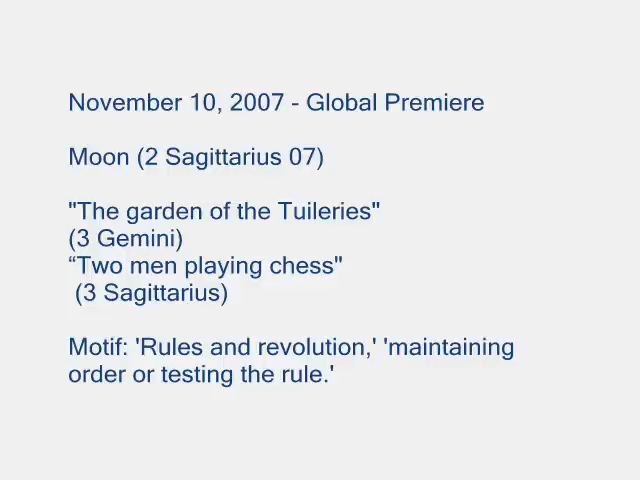 November 10, 2007 - Global Premiere
Moon (2 Sagittarius 07)
"The garden of the Tuileries"
(3 Gemini)
“Two men playing chess"
(3 Sagittarius)
Motif: 'Rules and revolution,' 'maintaining
order or testing the rule.'